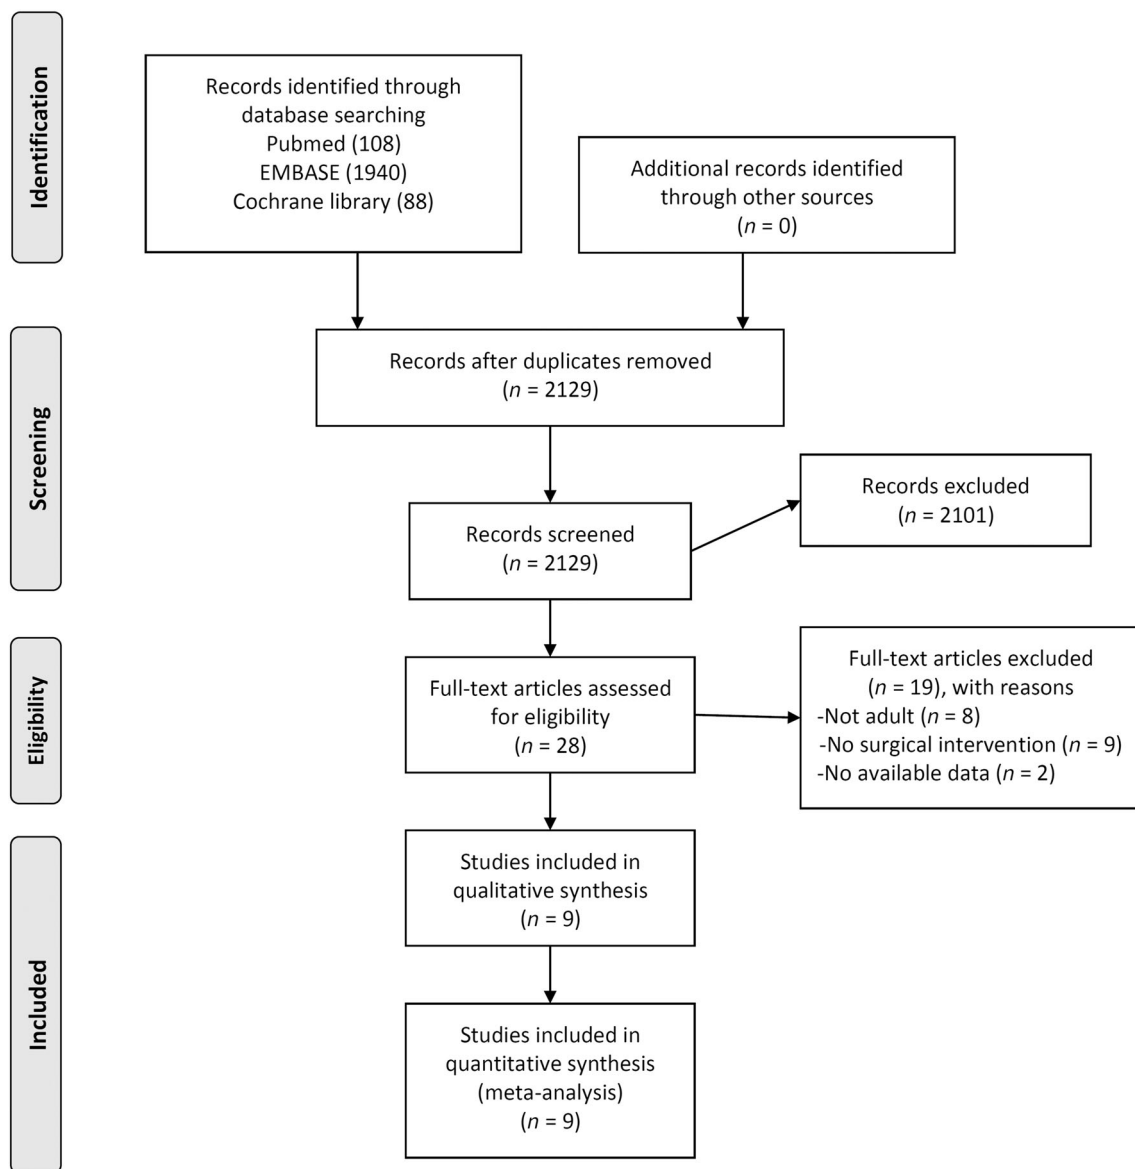 Identification
Records identified through
database searching
Pubmed (108)
EMBASE (1940)
Cochrane library (88)
Additional records identified
through other sources
(n = 0)
Screening
Records after duplicates removed
(n = 2129)
Records screened
(n = 2129)
Records excluded
(n = 2101)
Eligibility
Full-text articles assessed
for eligibility
(n = 28)
Full-text articles excluded
(n = 19), with reasons
-Not adult (n = 8)
-No surgical intervention (n = 9)
-No available data (n = 2)
Included
Studies included in
qualitative synthesis
(n = 9)
Studies included in
quantitative synthesis
(meta-analysis)
(n = 9)